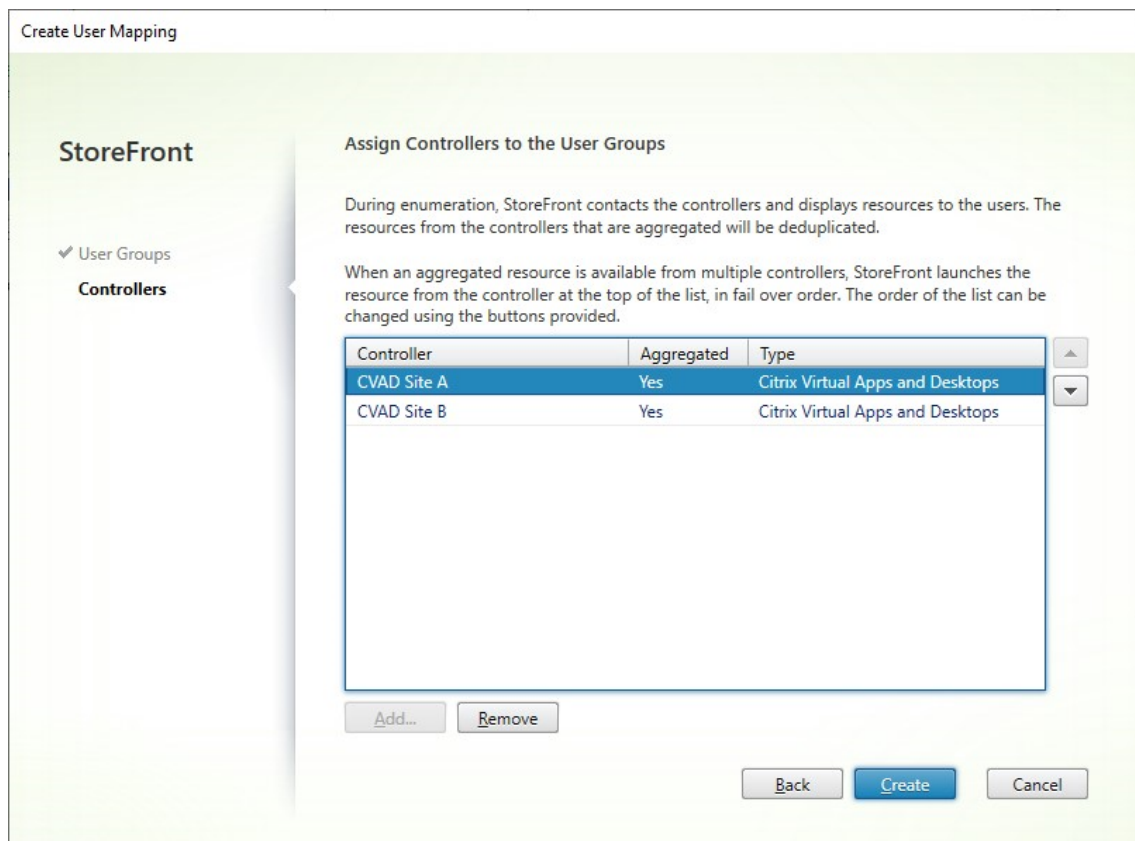 Create User Mapping
StoreFront
User Groups
Controllers
Assign Controllers to the User Groups
During enumeration, StoreFront contacts the controllers and displays resources to the users. The
resources from the controllers that are aggregated will be deduplicated.
When an aggregated resource is available from multiple controllers, StoreFront launches the
resource from the controller at the top of the list, in fail over order. The order of the list can be
changed using the buttons provided.
Controller Aggregated Type
CVAD Site A Yes Citrix Virtual Apps and Desktops
CVAD Site B Yes Citrix Virtual Apps and Desktops
Add... Remove
Back Create Cancel